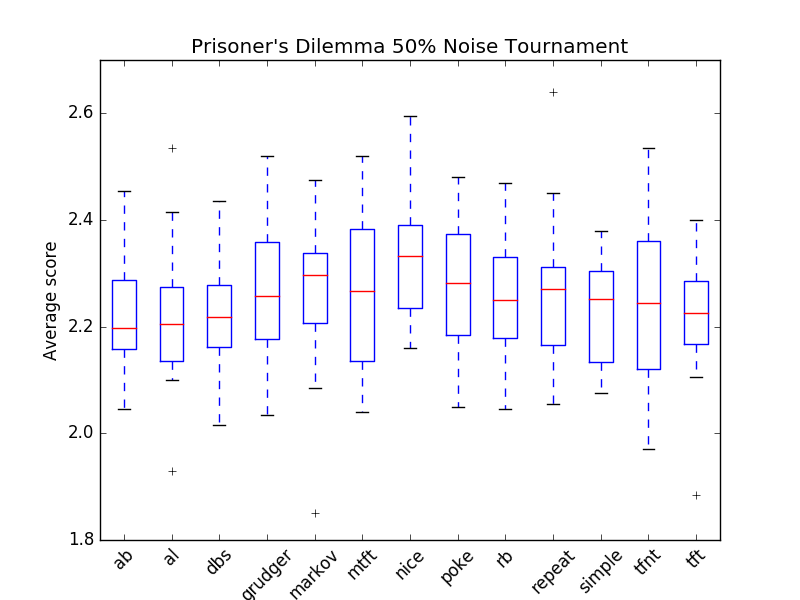 Prisoner's Dilemma 50% Noise Tournament
Average score
2.6
2.4
2.2
2.0
1.8
ab
al
dbs
grudger
markov
mtft
nice
poke
rb
repeat
simple
tfnt
tft